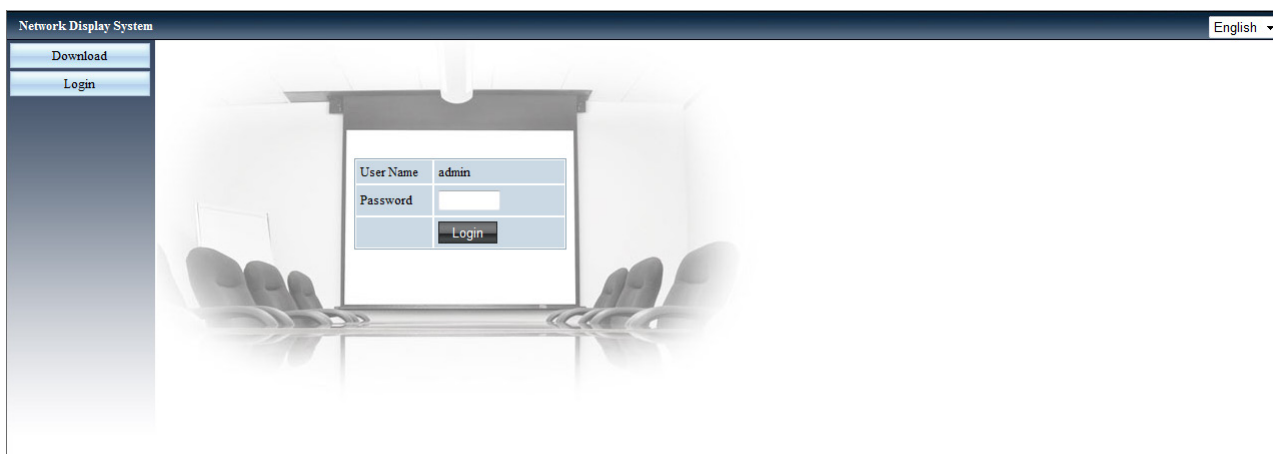 Network Display System
English
Download
Login
User Name admin
Password
Login